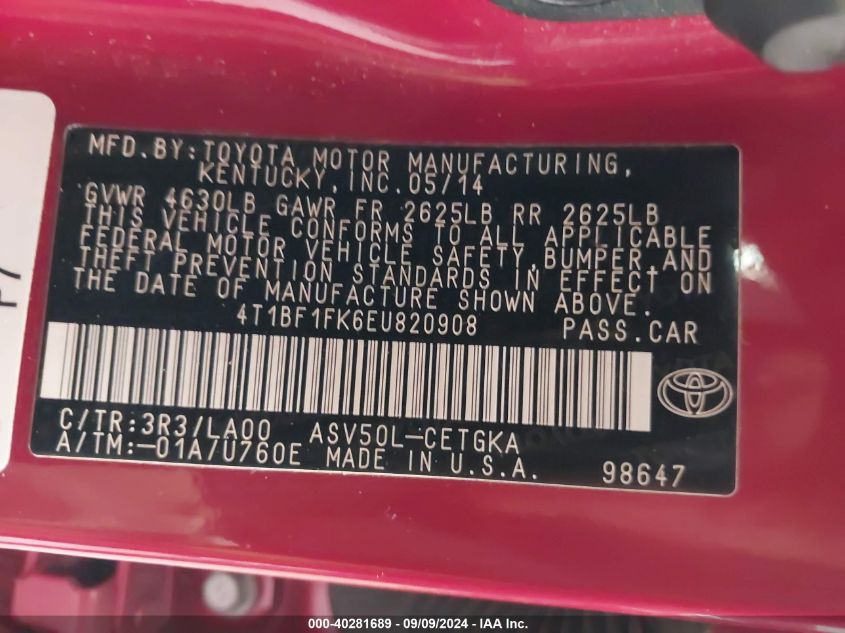 MFD.BY:TOYOTA MOTOR MANUFACTURING,
KENTUCKY,INC.05/14
GVWR 4630LB GAWR FR 2625LB RR 2625LB
THIS VEHICLE CONFORMS TO ALL APPLICABLE
FEDERAL MOTOR VEHICLE SAFETY,BUMPER,AND
THEFT PREVENTION STANDARDS IN EFFECT ON
THE DATE OF MANUFACTURE SHOWN ABOVE.
4T1BF1FK6EU820908 PASS.CAR
C/TR:3R3/LA00 ASV50L-CETGKA
A/TM:-01A/U760E MADE IN U.S.A. 98647
000-40281689 - 09/09/2024 - IAA Inc.